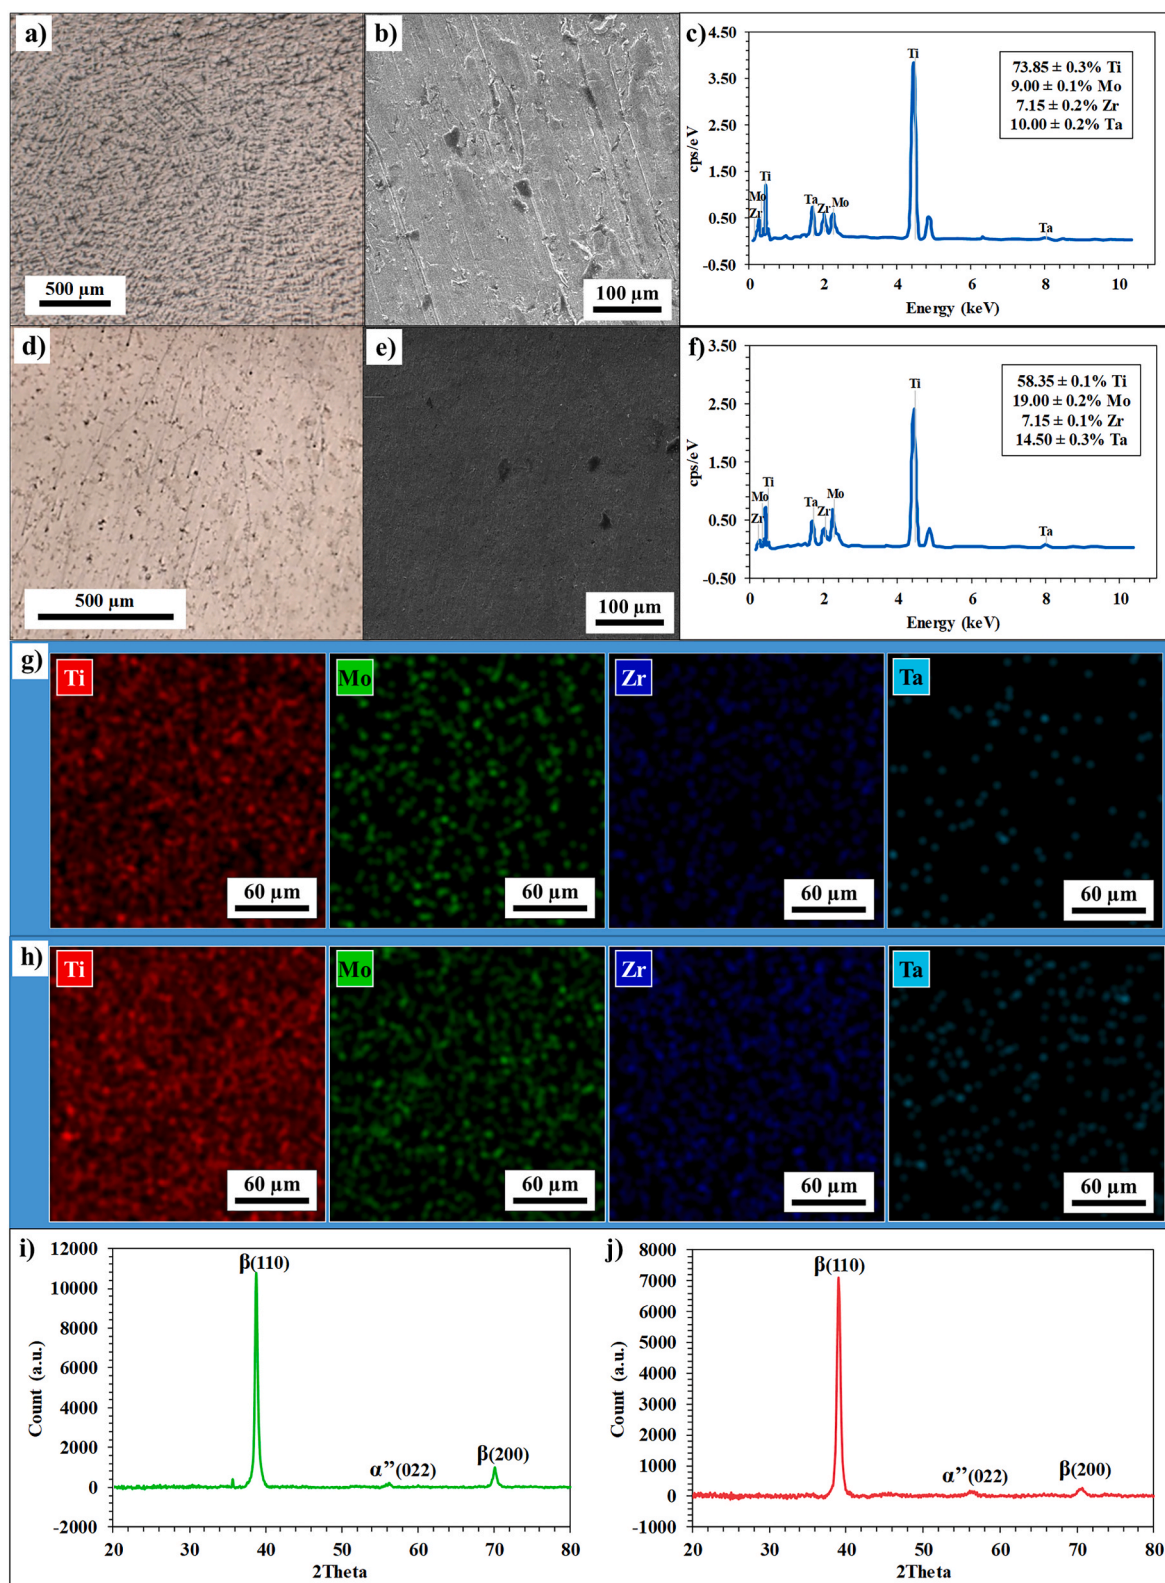 a)
500 µm
b)
100 µm
c)
4.50
3.50
2.50
1.50
0.50
-0.50
cps/eV
Ti
73.85 ± 0.3% Ti
9.00 ± 0.1% Mo
7.15 ± 0.2% Zr
10.00 ± 0.2% Ta
Ti
Mo
Zr
Ta
Zr
Mo
Ta
0 2 4 6 8 10
Energy (keV)
d)
500 µm
e)
100 µm
f)
3.50
2.50
1.50
0.50
-0.50
cps/eV
Ti
58.35 ± 0.1% Ti
19.00 ± 0.2% Mo
7.15 ± 0.1% Zr
14.50 ± 0.3% Ta
Ti
Mo
Zr
Ta
Zr
Mo
Ta
0 2 4 6 8 10
Energy (keV)
g)
Ti
60 µm
Mo
60 µm
Zr
60 µm
Ta
60 µm
h)
Ti
60 µm
Mo
60 µm
Zr
60 µm
Ta
60 µm
i)
12000
10000
8000
6000
4000
2000
0
-2000
Count (a.u.)
β(110)
α”(022)
β(200)
20 30 40 50 60 70 80
2Theta
j)
8000
7000
6000
5000
4000
3000
2000
1000
0
-1000
Count (a.u.)
β(110)
α”(022)
β(200)
20 30 40 50 60 70 80
2Theta